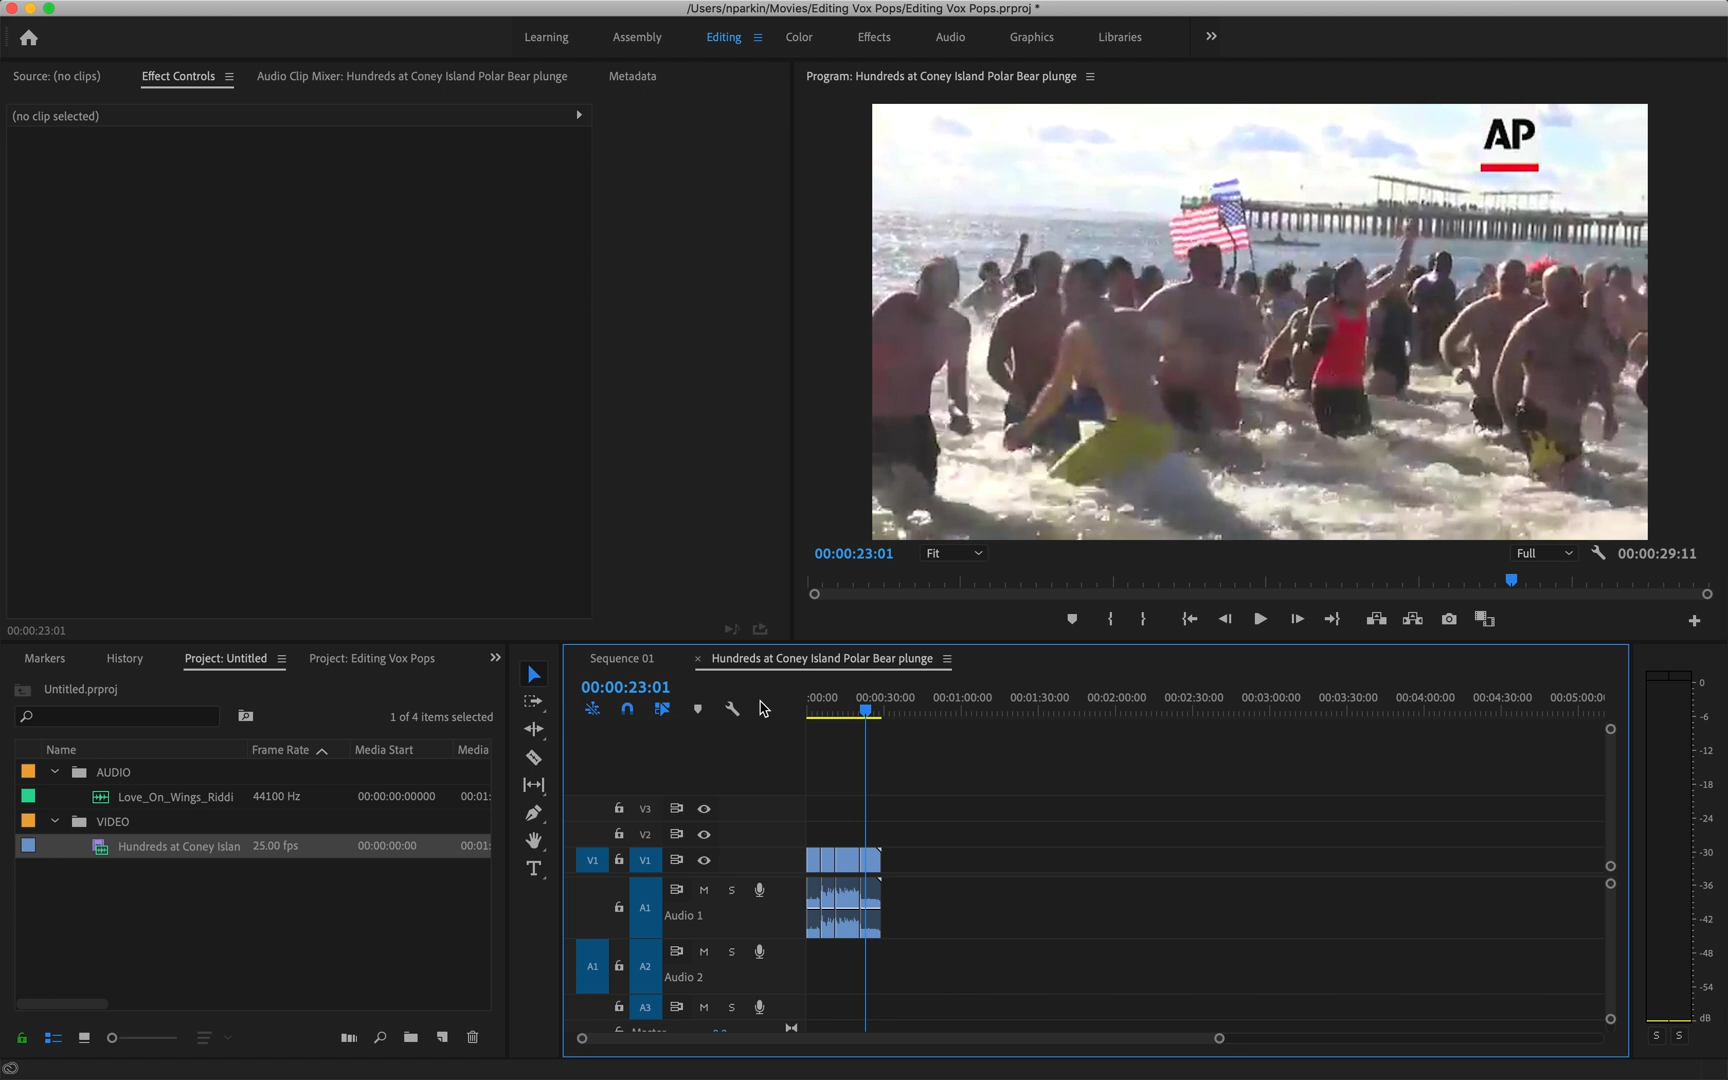 /Users/nparkin/Movies/Editing Vox Pops/Editing Vox Pops.prproj *
Learning Assembly Editing Color Effects Audio Graphics Libraries
Source: (no clips) Effect Controls Audio Clip Mixer: Hundreds at Coney Island Polar Bear plunge Metadata
Program: Hundreds at Coney Island Polar Bear plunge
(no clip selected)
AP
00:00:23:01 Fit Full 00:00:29:11
00:00:23:01
Markers History Project: Untitled Project: Editing Vox Pops
Untitled.prproj
1 of 4 items selected
Name Frame Rate Media Start Media
AUDIO
Love_On_Wings_Riddi 44100 Hz 00:00:00:00000 00:01:
VIDEO
Hundreds at Coney Islan 25.00 fps 00:00:00:00 00:01:
Sequence 01 × Hundreds at Coney Island Polar Bear plunge
00:00:23:01
:00:00 00:00:30:00 00:01:00:00 00:01:30:00 00:02:00:00 00:02:30:00 00:03:00:00 00:03:30:00 00:04:00:00 00:04:30:00 00:05:00:0
V3
V2
V1 V1
A1 M S
Audio 1
A1 A2 M S
Audio 2
A3 M S
0
-6
-12
-18
-24
-30
-36
-42
-48
-54
dB
S S